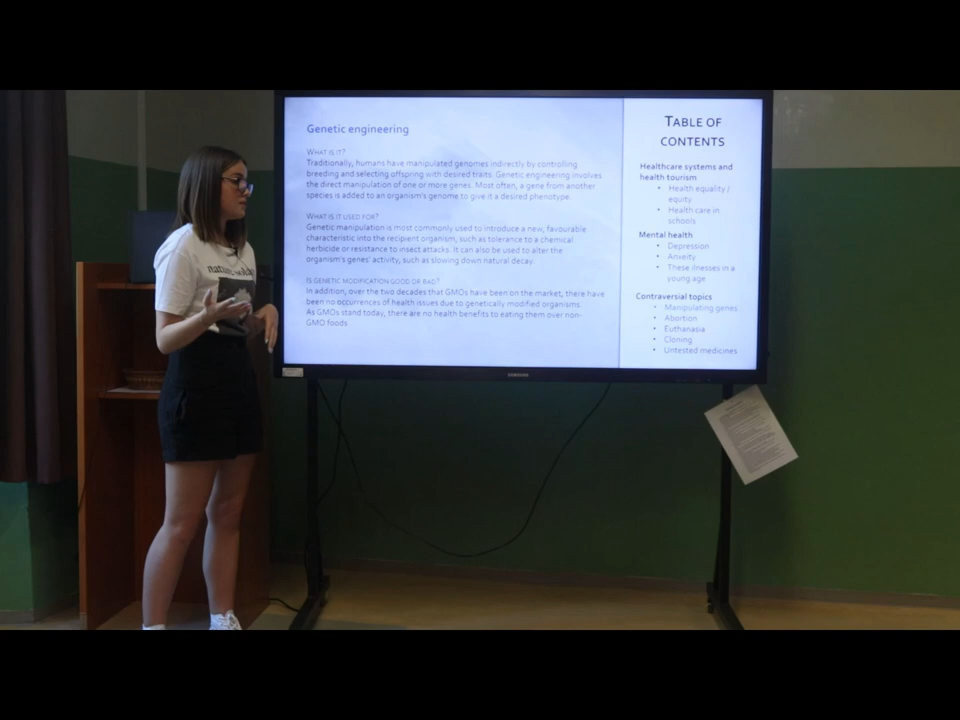 Genetic engineering
WHAT IS IT?
Traditionally, humans have manipulated genomes indirectly by controlling
breeding and selecting offspring with desired traits. Genetic engineering involves
the direct manipulation of one or more genes. Most often, a gene from another
species is added to an organism's genome to give it a desired phenotype.
WHAT IS IT USED FOR?
Genetic manipulation is most commonly used to introduce a new, favourable
characteristic into the recipient organism, such as tolerance to a chemical
herbicide or resistance to insect attacks. It can also be used to alter the
organism's genes' activity, such as slowing down natural decay
IS GENETIC MODIFICATION GOOD OR BAD?
In addition, over the two decades that GMOs have been on the market, there have
been no occurrences of health issues due to genetically modified organisms.
As GMOs stand today, there are no health benefits to eating them over non-
GMO foods
TABLE OF
CONTENTS
Healthcare systems and
health tourism
• Health equality /
equity
• Health care in
schools
Mental health
• Depression
• Anxeity
• These illnesses in a
young age
Contraversial topics
• Manipulating genes
• Abortion
• Euthanasia
• Cloning
• Untested medicines
SAMSUNG